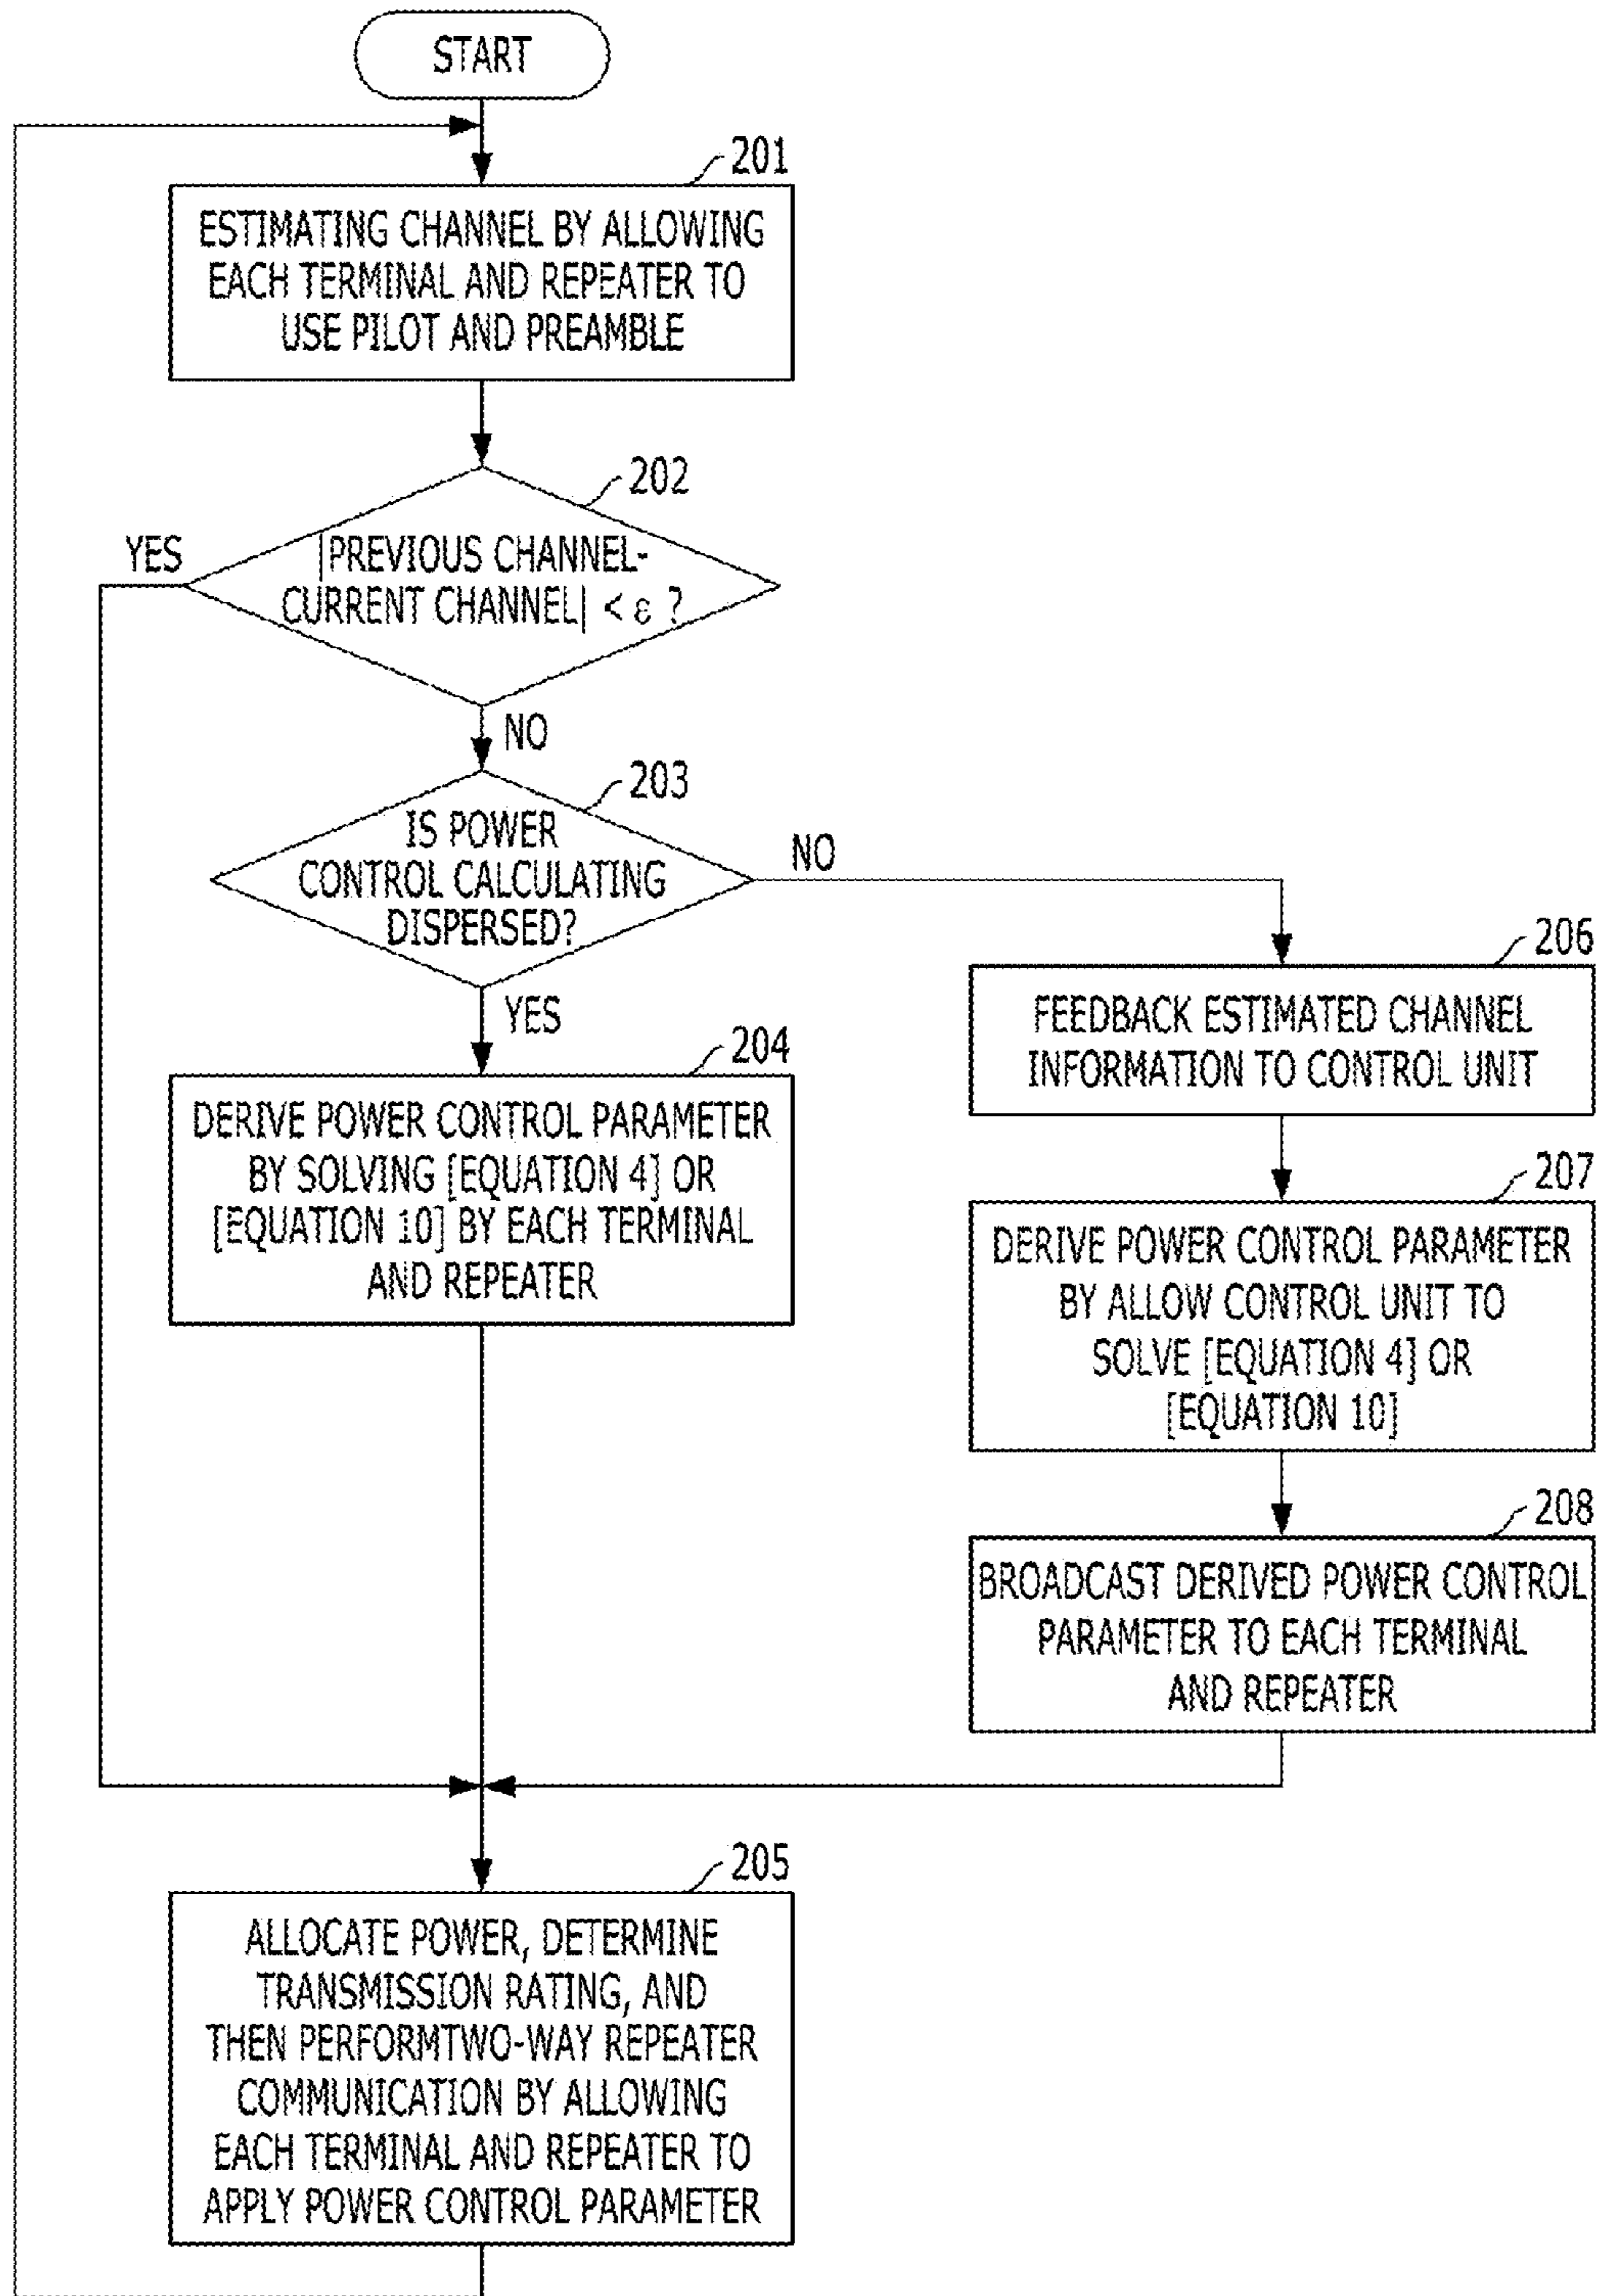 START
201
ESTIMATING CHANNEL BY ALLOWING
EACH TERMINAL AND REPEATER TO
USE PILOT AND PREAMBLE
202
YES
|PREVIOUS CHANNEL-
CURRENT CHANNEL| < ε ?
NO
203
IS POWER
CONTROL CALCULATING
DISPERSED?
NO
YES
204
DERIVE POWER CONTROL PARAMETER
BY SOLVING [EQUATION 4] OR
[EQUATION 10] BY EACH TERMINAL
AND REPEATER
206
FEEDBACK ESTIMATED CHANNEL
INFORMATION TO CONTROL UNIT
207
DERIVE POWER CONTROL PARAMETER
BY ALLOW CONTROL UNIT TO
SOLVE [EQUATION 4] OR
[EQUATION 10]
208
BROADCAST DERIVED POWER CONTROL
PARAMETER TO EACH TERMINAL
AND REPEATER
205
ALLOCATE POWER, DETERMINE
TRANSMISSION RATING, AND
THEN PERFORMTWO-WAY REPEATER
COMMUNICATION BY ALLOWING
EACH TERMINAL AND REPEATER TO
APPLY POWER CONTROL PARAMETER